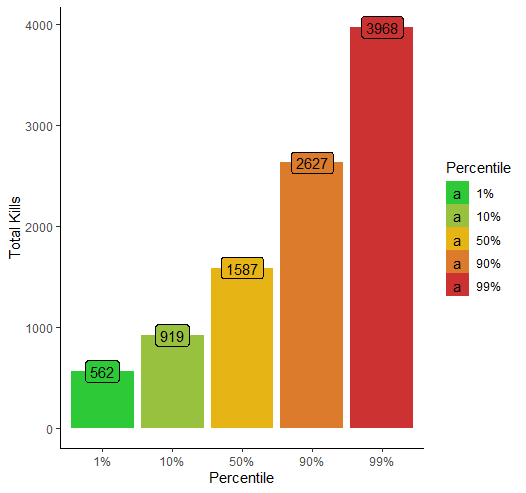 4000
3000
2000
1000
0
Total Kills
3968
2627
1587
919
562
1% 10% 50% 90% 99%
Percentile
Percentile
a 1%
a 10%
a 50%
a 90%
a 99%